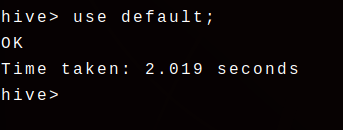 hive> use default;
OK
Time taken: 2.019 seconds
hive>